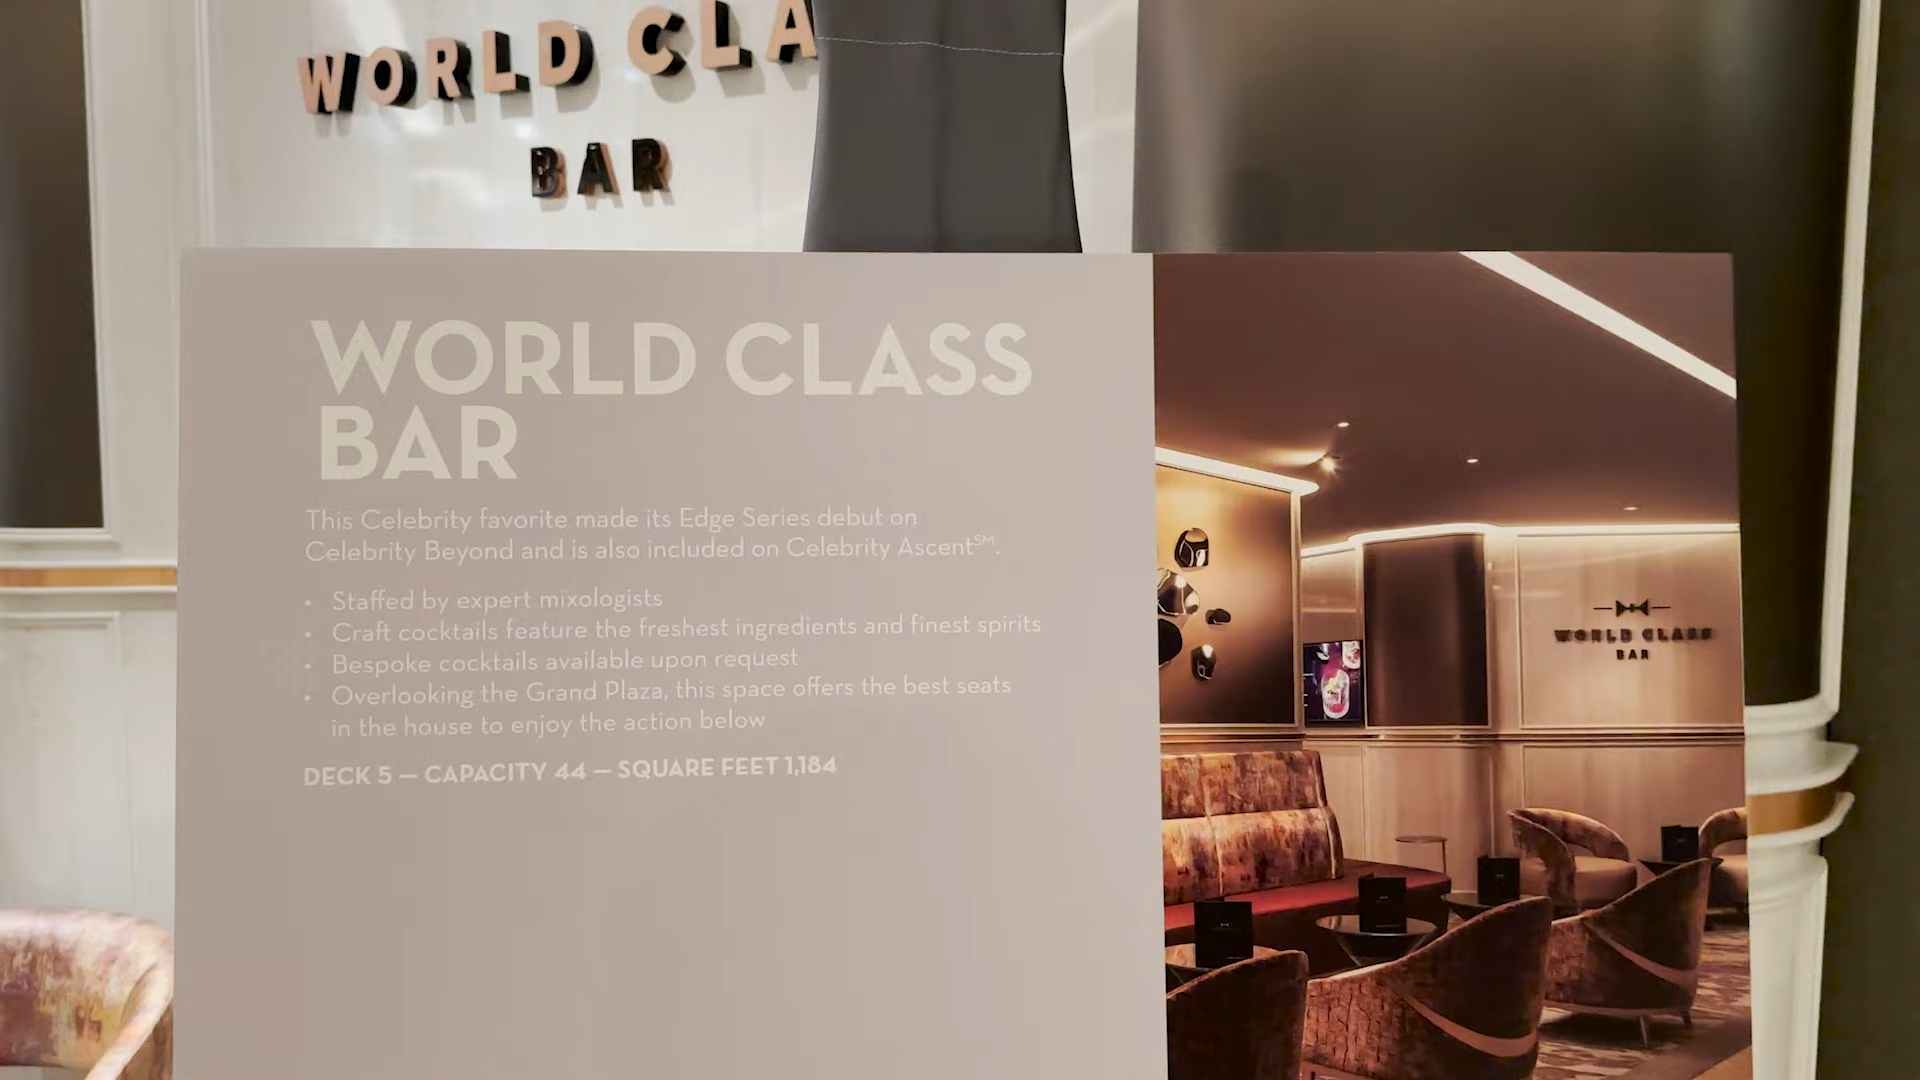 WORLD CLA
BAR
WORLD CLASS
BAR
This Celebrity favorite made its Edge Series debut on
Celebrity Beyond and is also included on Celebrity Ascent℠.
• Staffed by expert mixologists
• Craft cocktails feature the freshest ingredients and finest spirits
• Bespoke cocktails available upon request
• Overlooking the Grand Plaza, this space offers the best seats
in the house to enjoy the action below
DECK 5 — CAPACITY 44 — SQUARE FEET 1,184
WORLD CLASS
BAR